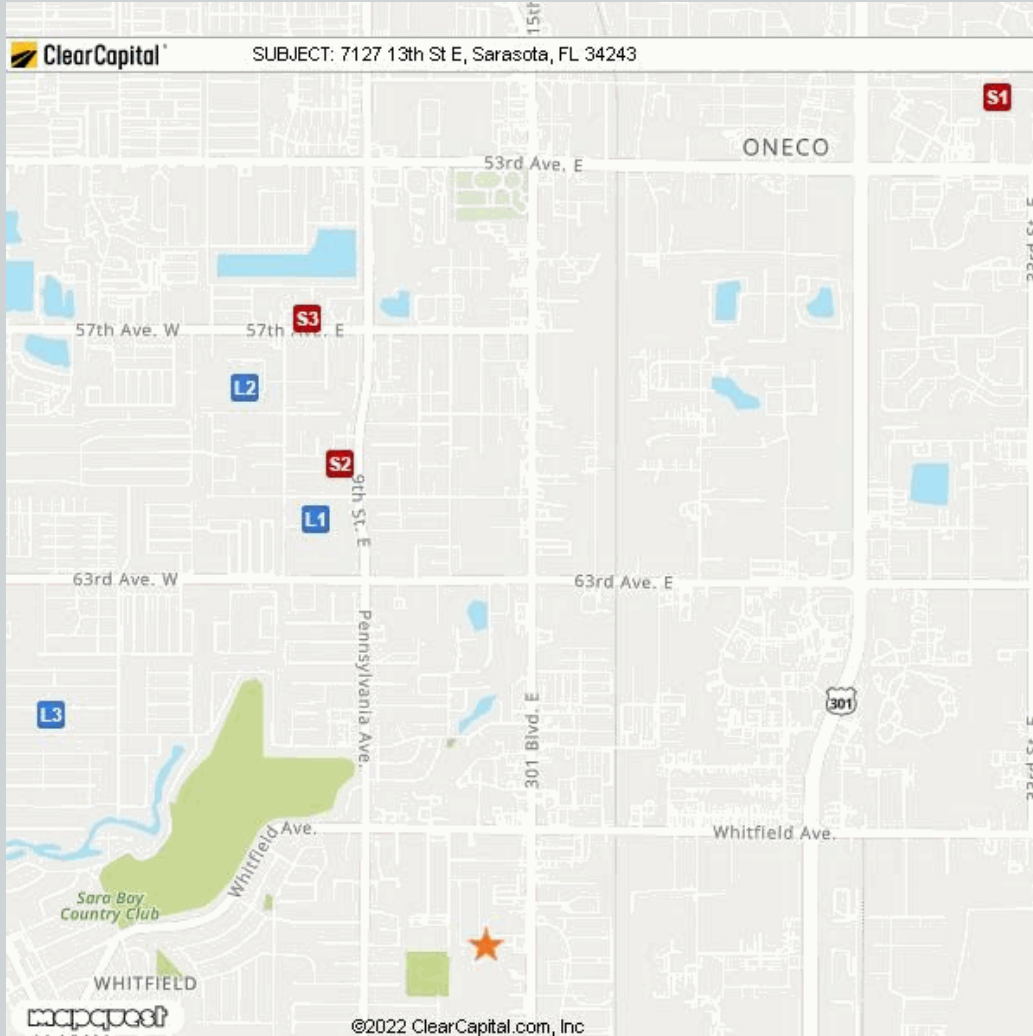 15th
ClearCapital
SUBJECT: 7127 13th St E, Sarasota, FL 34243
S1
ONECO
53rd Ave. E
S3
57th Ave. W
57th Ave. E
L2
S2
9th St. E
L1
63rd Ave. W
63rd Ave. E
Pennsylvania Ave.
L3
301
301 Blvd. E
Whitfield Ave.
Whitfield Ave.
Sara Bay
Country Club
WHITFIELD
mapquest
©2022 ClearCapital.com, Inc